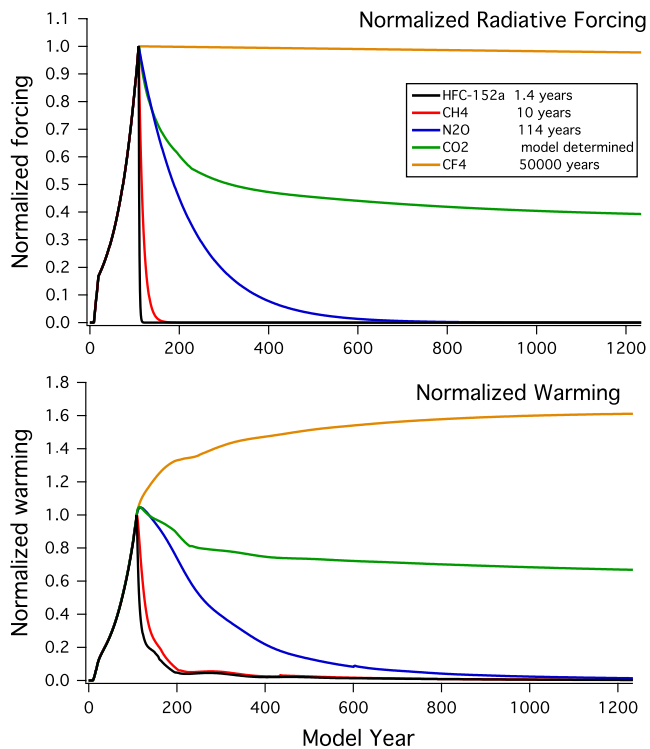 Normalized Radiative Forcing
1.1
1.0
0.9
0.8
0.7
0.6
0.5
0.4
0.3
0.2
0.1
0.0
Normalized forcing
HFC-152a 1.4 years
CH4 10 years
N2O 114 years
CO2 model determined
CF4 50000 years
0 200 400 600 800 1000 1200
Normalized Warming
1.8
1.6
1.4
1.2
1.0
0.8
0.6
0.4
0.2
0.0
Normalized warming
0 200 400 600 800 1000 1200
Model Year